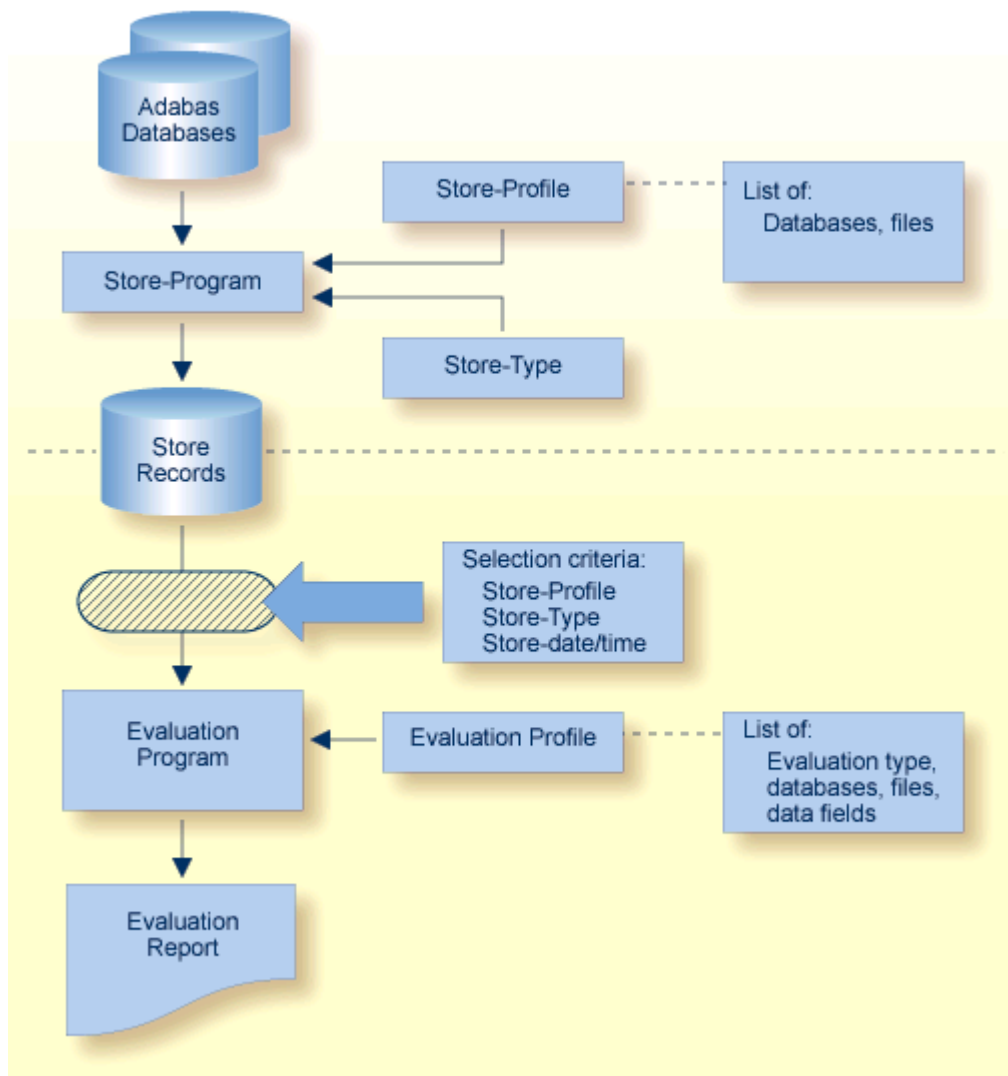 Adabas
Databases
Store-Profile
List of:
Databases, files
Store-Program
Store-Type
Store
Records
Selection criteria:
Store-Profile
Store-Type
Store-date/time
Evaluation
Program
Evaluation Profile
List of:
Evaluation type,
databases, files,
data fields
Evaluation
Report